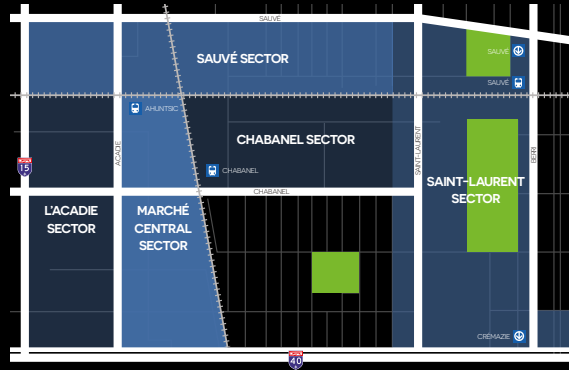 SAUVÉ
SAUVÉ SECTOR
SAUVÉ
SAUVÉ
AHUNTSIC
ACADIE
CHABANEL SECTOR
SAINT-LAURENT
BERRI
15
CHABANEL
SAINT-LAURENT
SECTOR
CHABANEL
L'ACADIE
SECTOR
MARCHÉ
CENTRAL
SECTOR
CRÉMAZIE
40